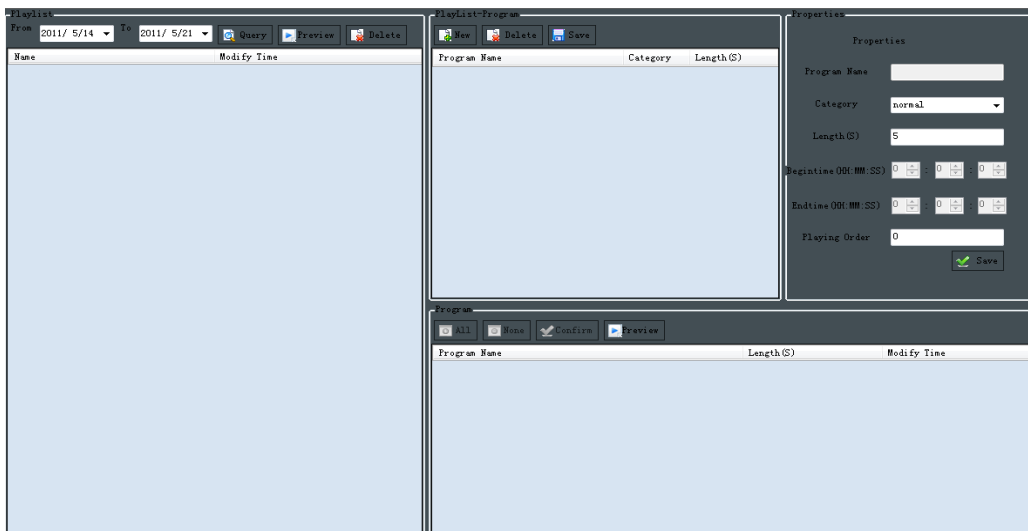 Playlist
From 2011/ 5/14 To 2011/ 5/21 Query Preview Delete
Name Modify Time
PlayList-Program
New Delete Save
Program Name Category Length(S)
Properties
Properties
Program Name
Category normal
Length(S) 5
Begintime(HH:MM:SS) 0 : 0 : 0
Endtime(HH:MM:SS) 0 : 0 : 0
Playing Order 0
Save
Program
All None Confirm Preview
Program Name Length(S) Modify Time